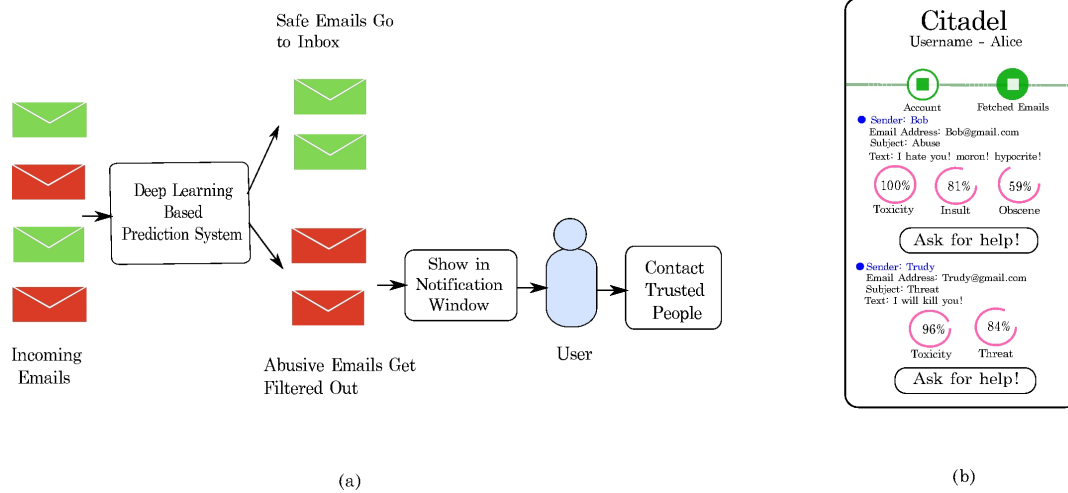 Safe Emails Go
to Inbox
Deep Learning
Based
Prediction System
Incoming
Emails
Abusive Emails Get
Filtered Out
Show in
Notification
Window
User
Contact
Trusted
People
(a)
Citadel
Username - Alice
Account
Fetched Emails
Sender: Bob
Email Address: Bob@gmail.com
Subject: Abuse
Text: I hate you! moron! hypocrite!
100%
81%
59%
Toxicity
Insult
Obscene
Ask for help!
Sender: Trudy
Email Address: Trudy@gmail.com
Subject: Threat
Text: I will kill you!
96%
84%
Toxicity
Threat
Ask for help!
(b)